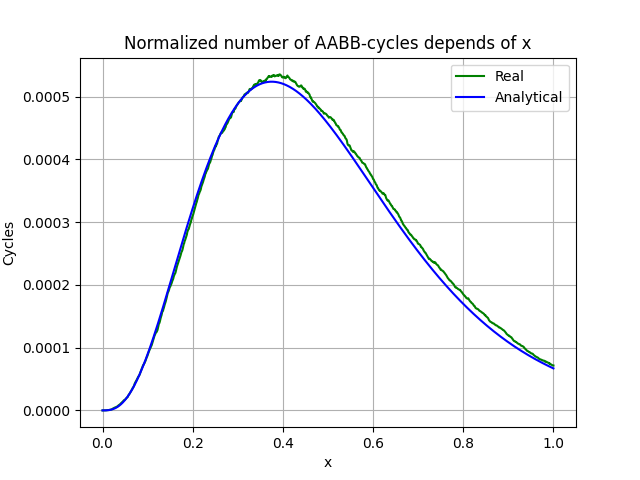 Normalized number of AABB-cycles depends of x
Real
Analytical
Cycles
0.0005
0.0004
0.0003
0.0002
0.0001
0.0000
0.0 0.2 0.4 0.6 0.8 1.0
x